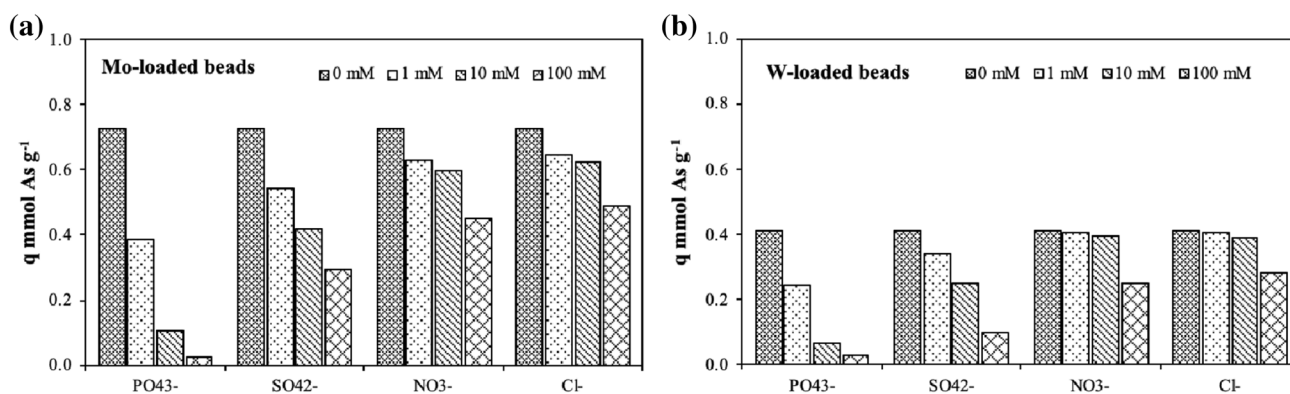 (a)
1.0
Mo-loaded beads
0 mM 1 mM 10 mM 100 mM
0.8
0.6
0.4
0.2
0.0
q mmol As g⁻¹
PO43- SO42- NO3- Cl-
(b)
1.0
W-loaded beads
0 mM 1 mM 10 mM 100 mM
0.8
0.6
0.4
0.2
0.0
q mmol As g⁻¹
PO43- SO42- NO3- Cl-